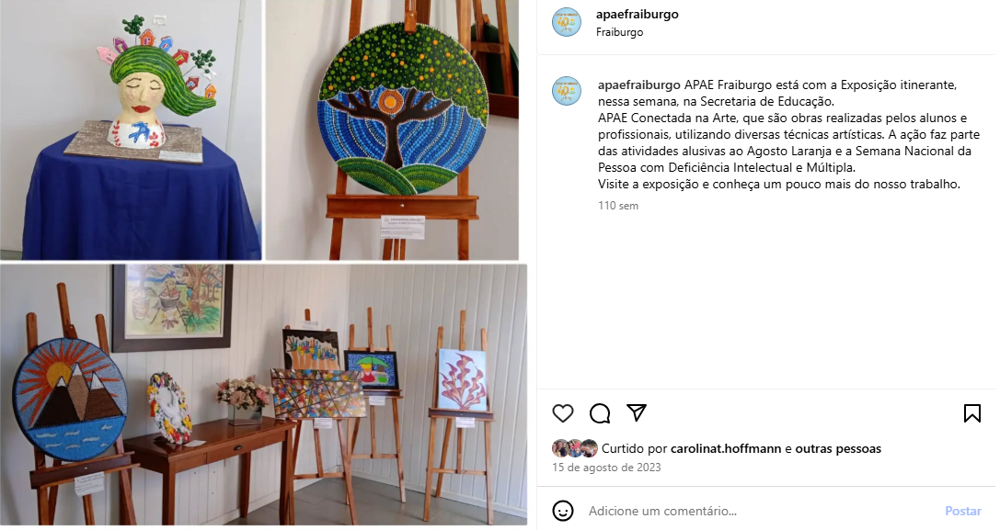 apaefraiburgo
Fraiburgo
apaefraiburgo APAE Fraiburgo está com a Exposição itinerante,
nessa semana, na Secretaria de Educação.
APAE Conectada na Arte, que são obras realizadas pelos alunos e
profissionais, utilizando diversas técnicas artísticas. A ação faz parte
das atividades alusivas ao Agosto Laranja e a Semana Nacional da
Pessoa com Deficiência Intelectual e Múltipla.
Visite a exposição e conheça um pouco mais do nosso trabalho.
110 sem
Curtido por carolinat.hoffmann e outras pessoas
15 de agosto de 2023
Adicione um comentário...
Postar